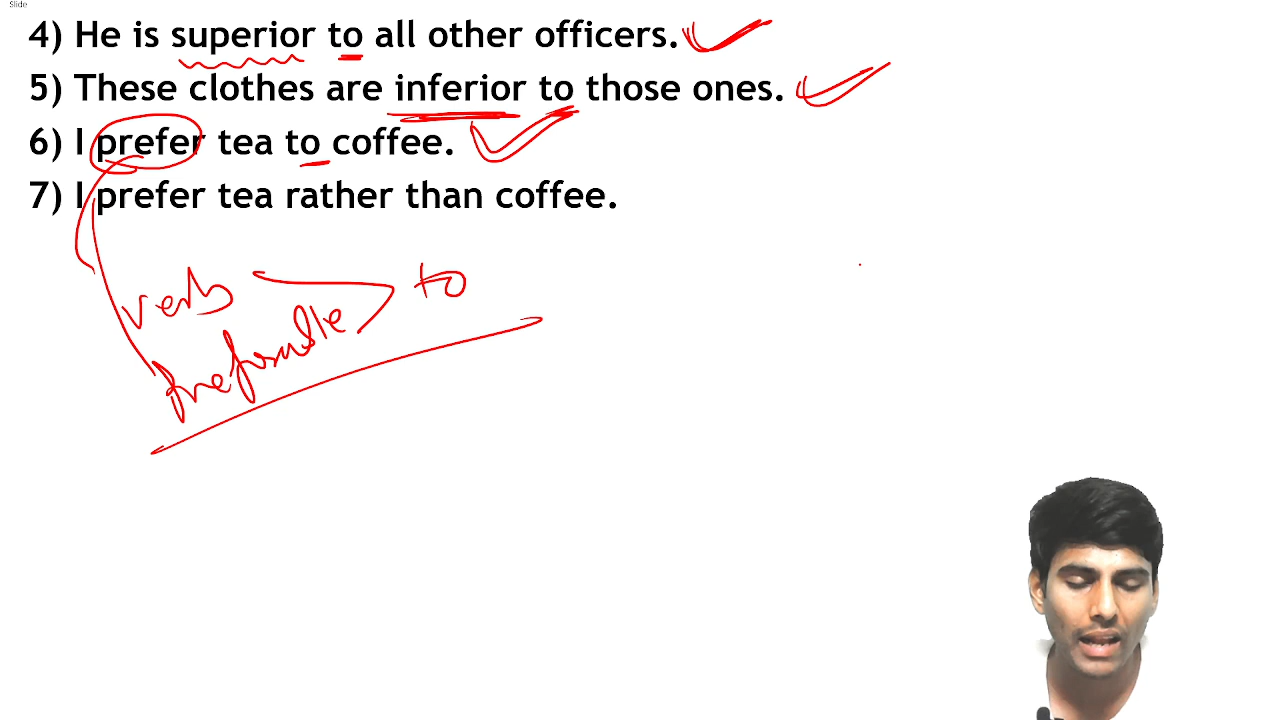 Slide
4) He is superior to all other officers.
5) These clothes are inferior to those ones.
6) I prefer tea to coffee.
7) I prefer tea rather than coffee.
verb to
preferable